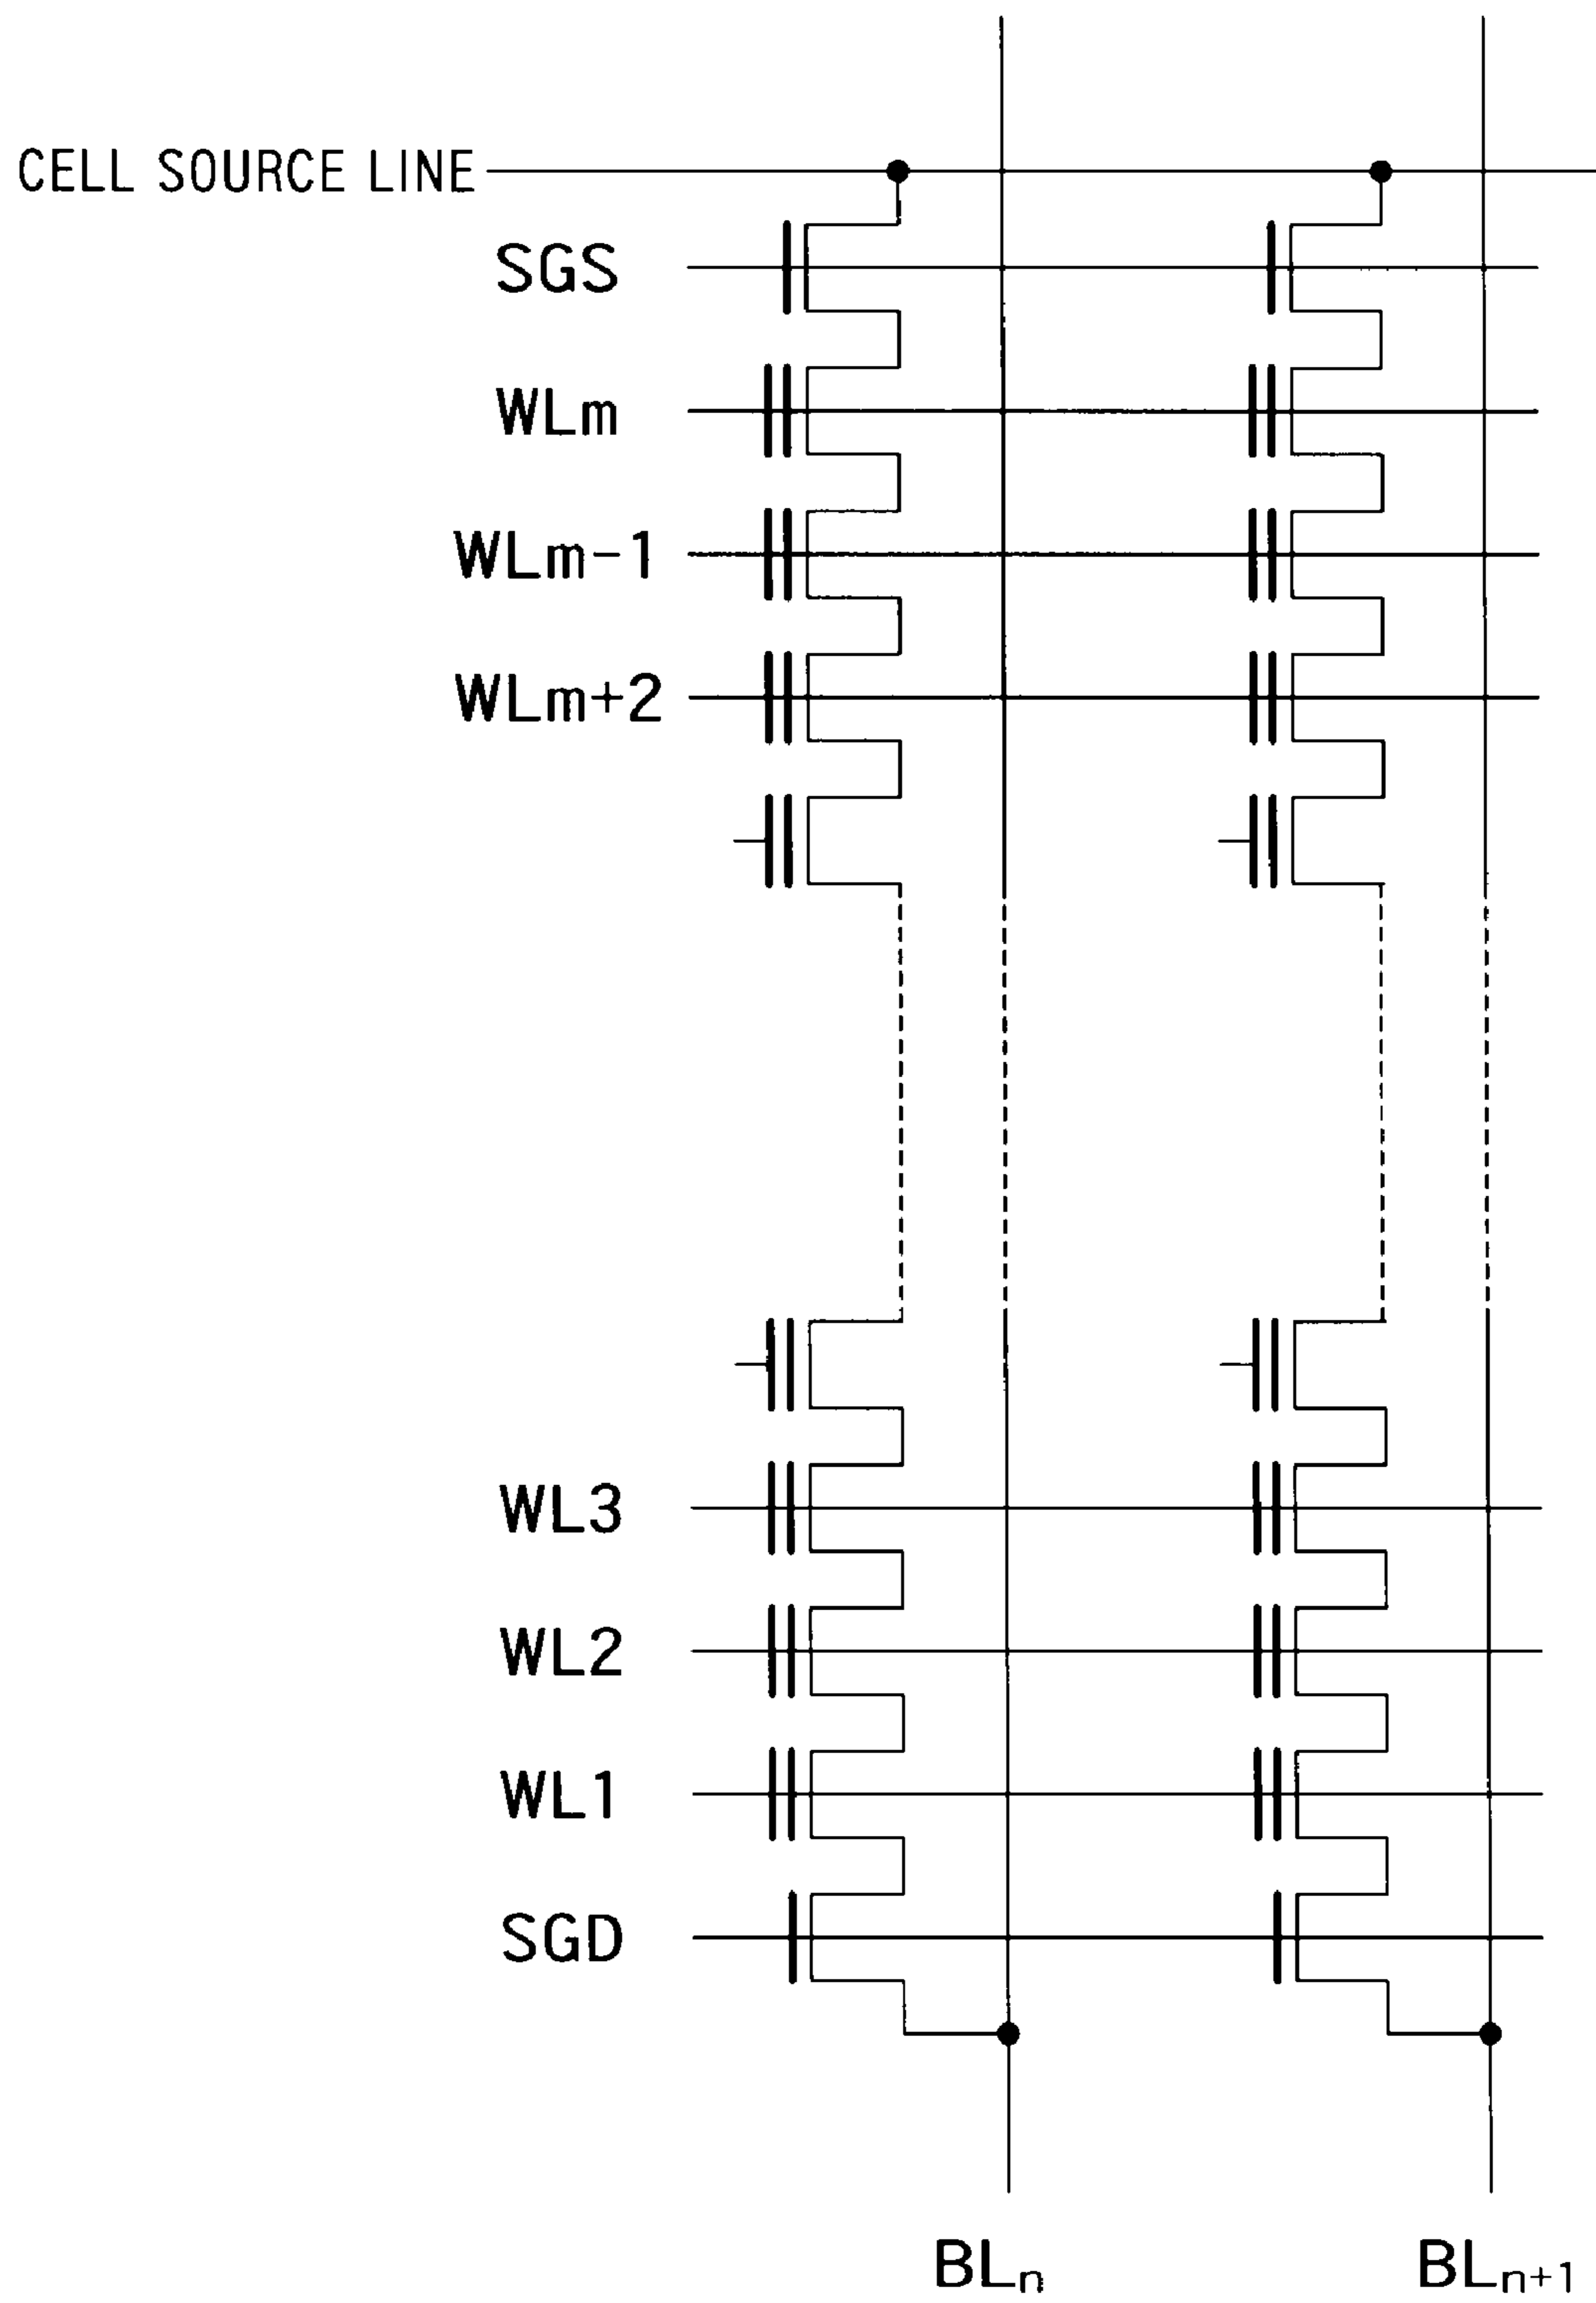 CELL SOURCE LINE
SGS
WLm
WLm-1
WLm+2
WL3
WL2
WL1
SGD
BLn BLn+1